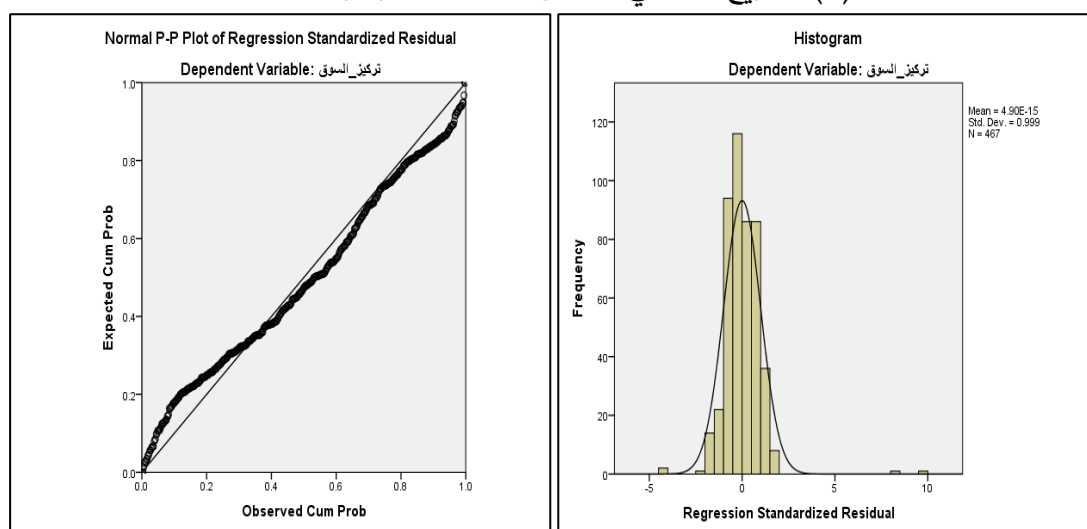 Normal P-P Plot of Regression Standardized Residual
Dependent Variable: تركيز_السوق
1.0
0.8
0.6
0.4
0.2
0.0
0.0 0.2 0.4 0.6 0.8 1.0
Expected Cum Prob
Observed Cum Prob
Histogram
Dependent Variable: تركيز_السوق
Mean = 4.90E-15
Std. Dev. = 0.999
N = 467
120
100
80
60
40
20
0
-5 0 5 10
Frequency
Regression Standardized Residual